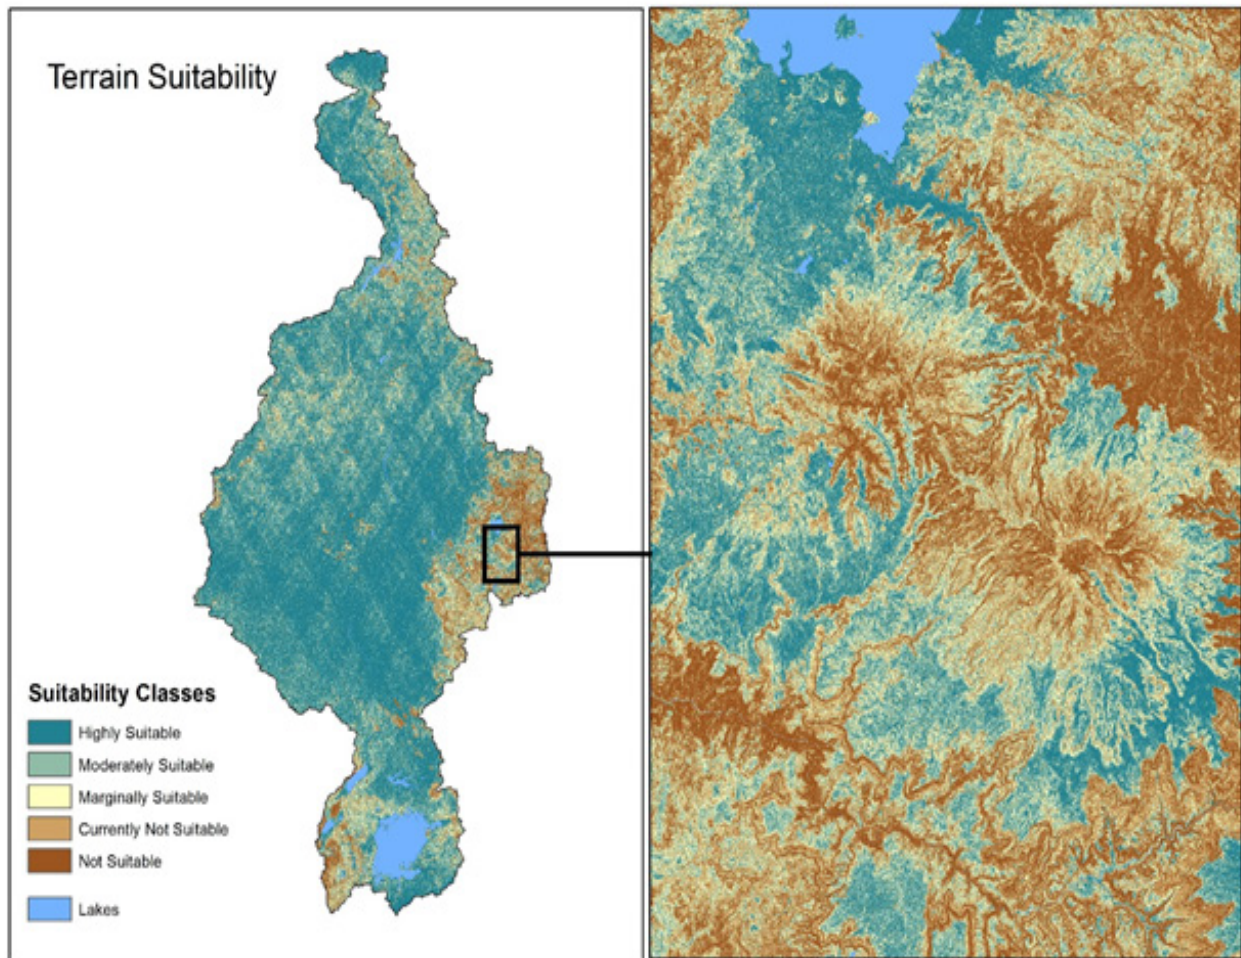 Terrain Suitability
Suitability Classes
Highly Suitable
Moderately Suitable
Marginally Suitable
Currently Not Suitable
Not Suitable
Lakes